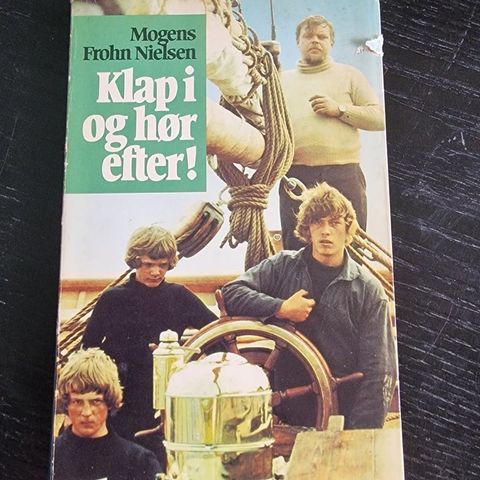 Mogens
Frohn Nielsen
Klap i
og hør
efter!